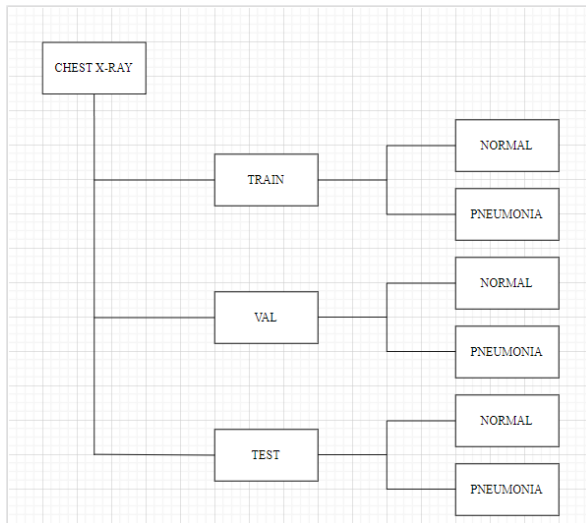 CHEST X-RAY
TRAIN
NORMAL
PNEUMONIA
VAL
NORMAL
PNEUMONIA
TEST
NORMAL
PNEUMONIA